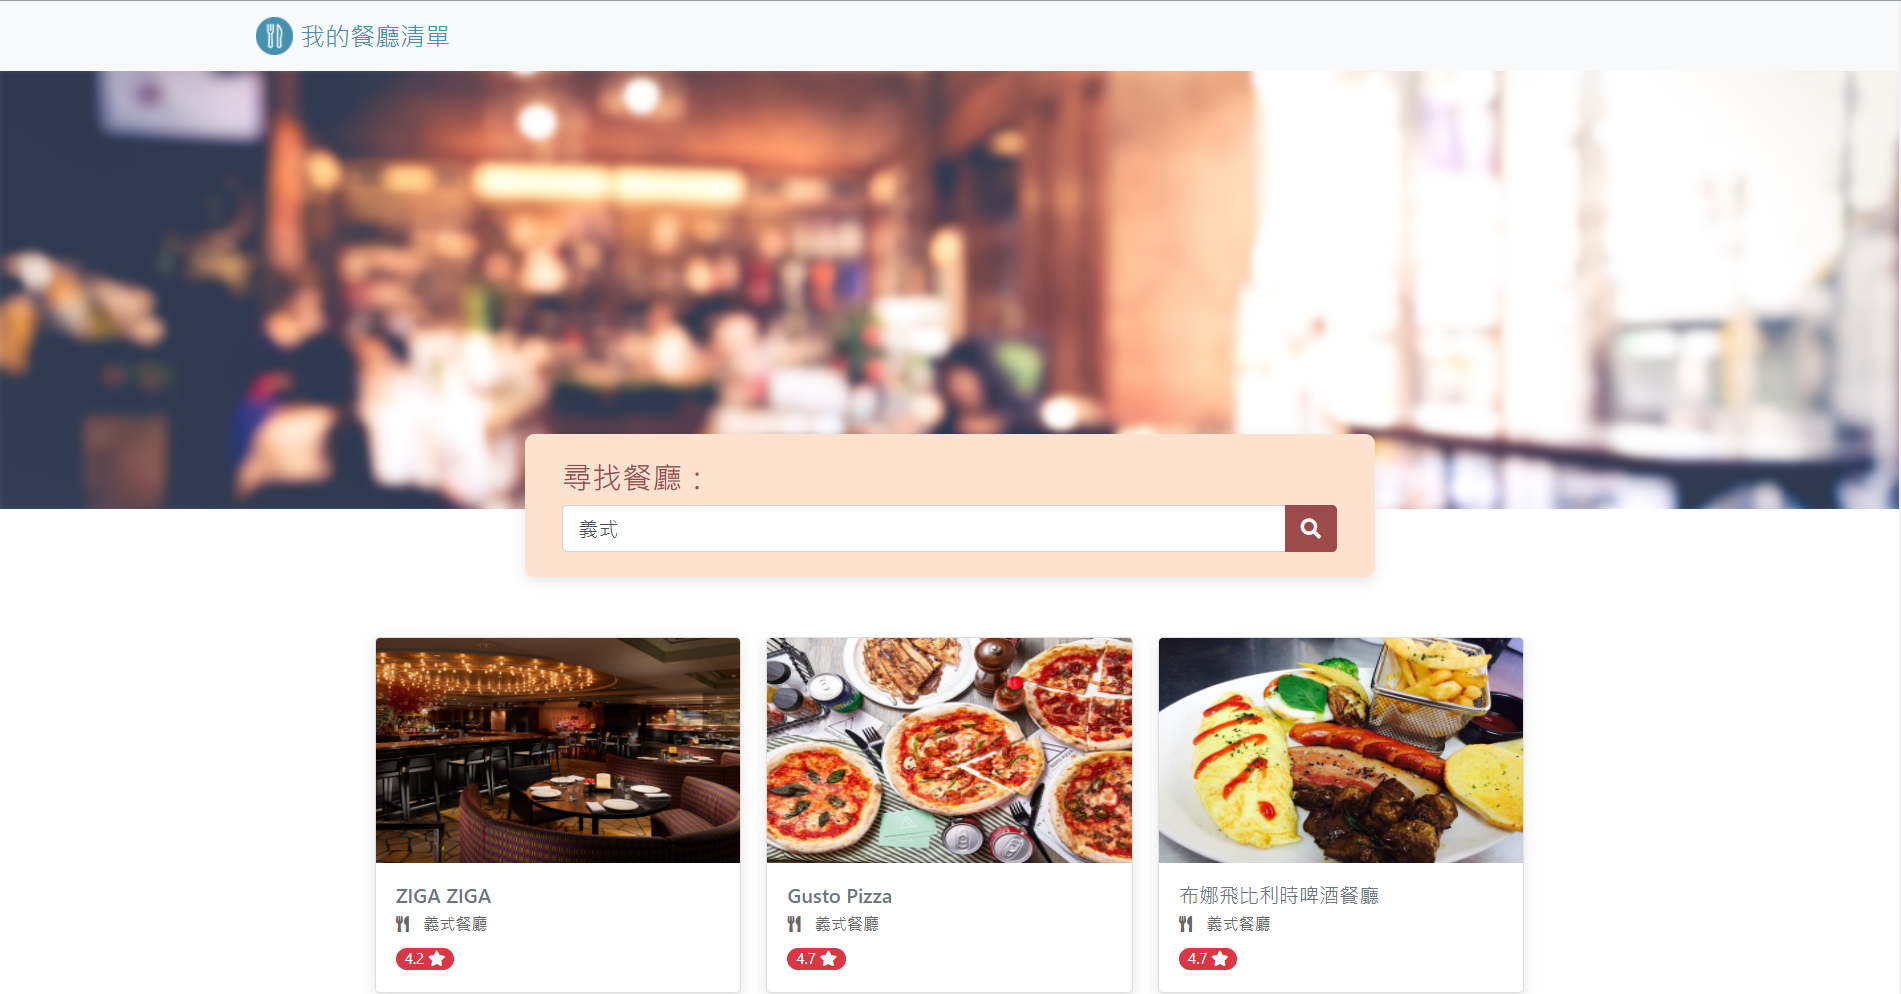 我的餐廳清單
尋找餐廳：
義式
ZIGA ZIGA
義式餐廳
4.2
Gusto Pizza
義式餐廳
4.7
布娜飛比利時啤酒餐廳
義式餐廳
4.7